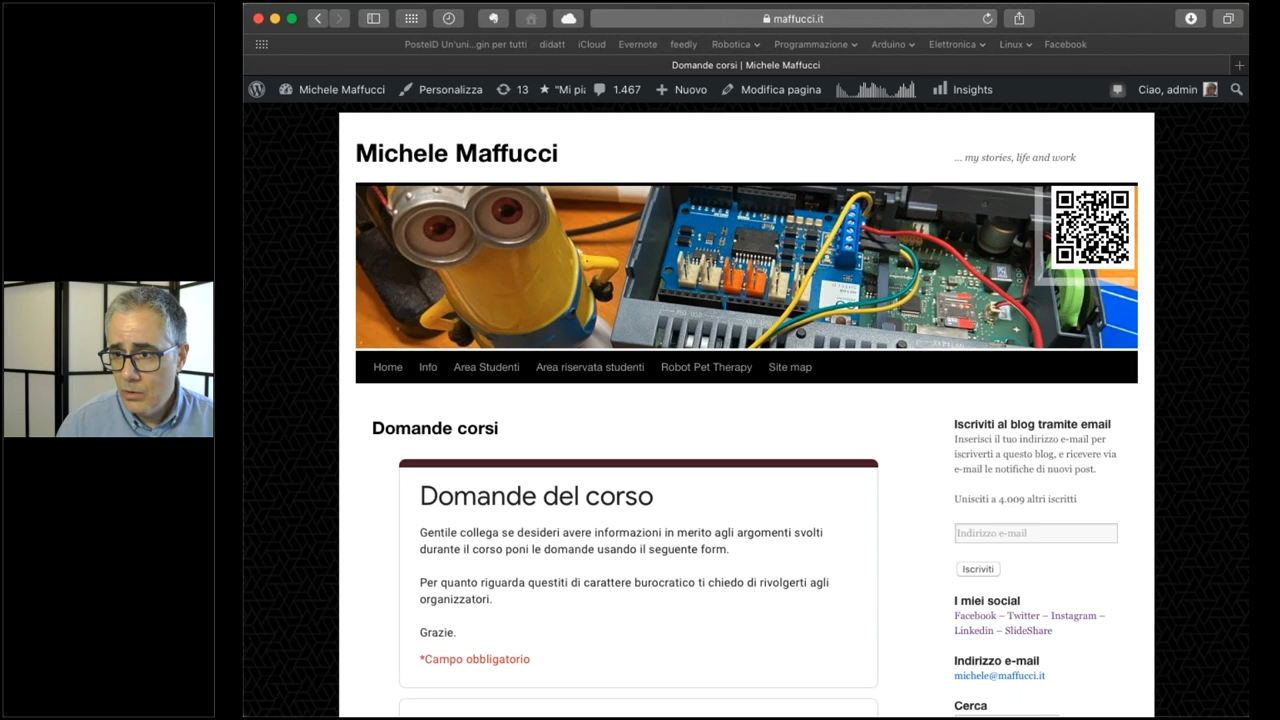 maffucci.it
PosteID Un'uni...gin per tutti didatt iCloud Evernote feedly Robotica Programmazione Arduino Elettronica Linux Facebook
Domande corsi | Michele Maffucci
Michele Maffucci Personalizza 13 "Mi pi 1.467 Nuovo Modifica pagina Insights Ciao, admin
Michele Maffucci
... my stories, life and work
Home Info Area Studenti Area riservata studenti Robot Pet Therapy Site map
Domande corsi
Domande del corso
Gentile collega se desideri avere informazioni in merito agli argomenti svolti
durante il corso poni le domande usando il seguente form.
Per quanto riguarda questiti di carattere burocratico ti chiedo di rivolgerti agli
organizzatori.
Grazie.
*Campo obbligatorio
Iscriviti al blog tramite email
Inserisci il tuo indirizzo e-mail per
iscriverti a questo blog, e ricevere via
e-mail le notifiche di nuovi post.
Unisciti a 4.009 altri iscritti
Indirizzo e-mail
Iscriviti
I miei social
Facebook – Twitter – Instagram –
Linkedin – SlideShare
Indirizzo e-mail
michele@maffucci.it
Cerca